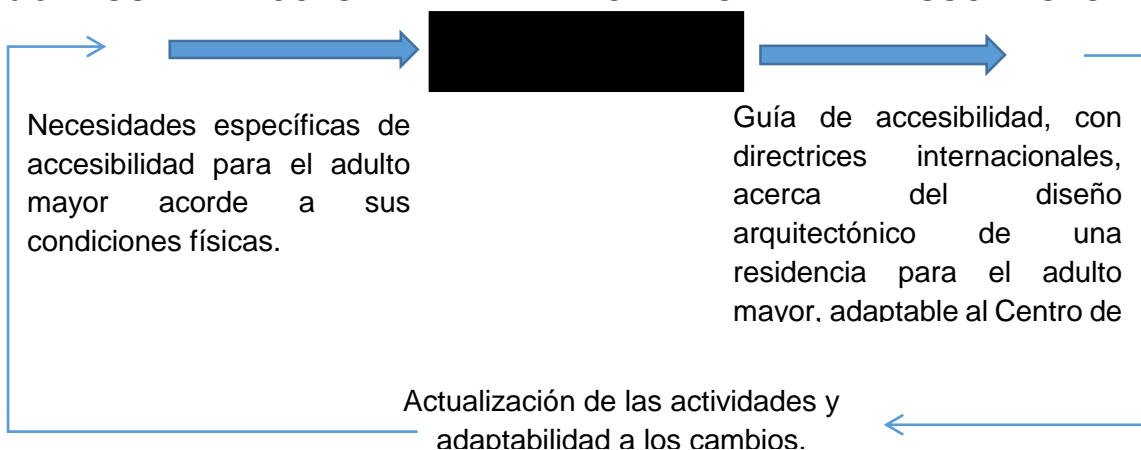 Necesidades específicas de
accesibilidad para el adulto
mayor acorde a sus
condiciones físicas.
Guía de accesibilidad, con
directrices internacionales,
acerca del diseño
arquitectónico de una
residencia para el adulto
mayor, adaptable al Centro de
Actualización de las actividades y
adaptabilidad a los cambios.